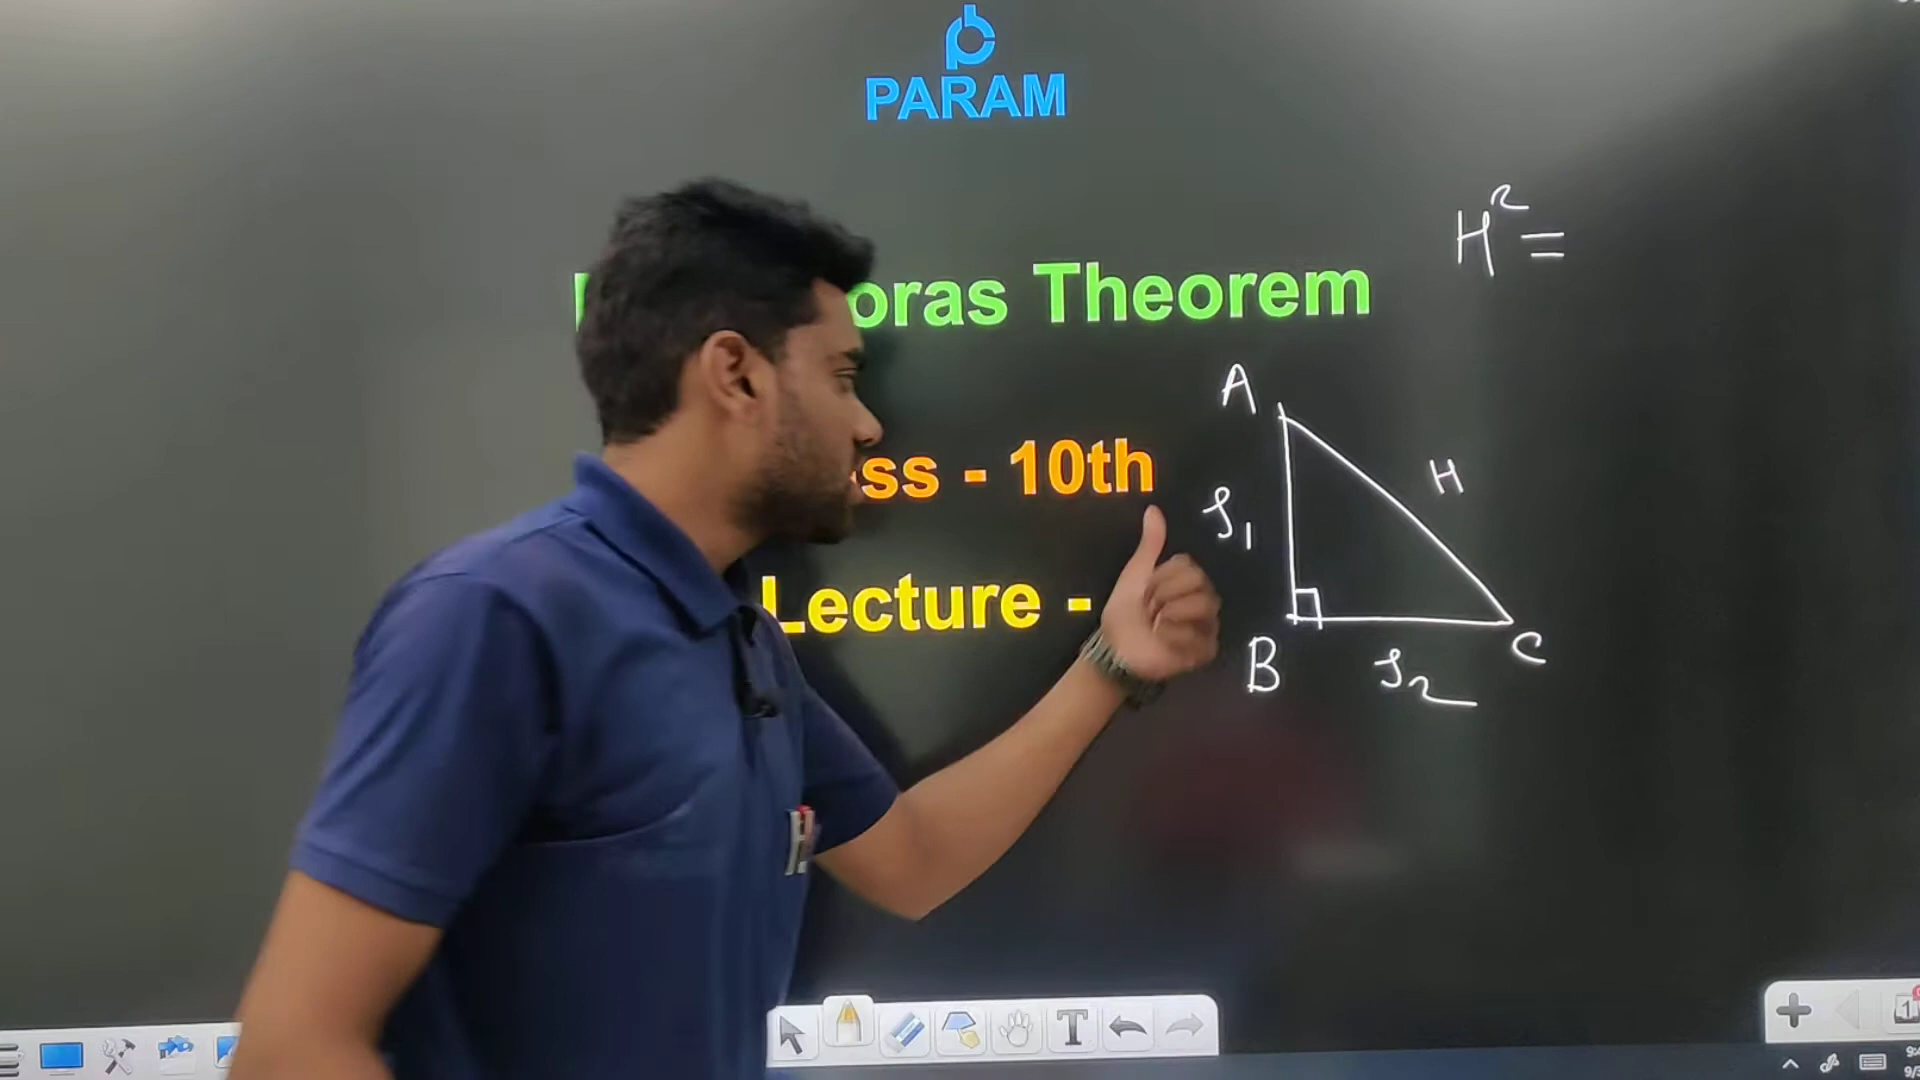 PARAM
H² =
oras Theorem
A
ss - 10th
H
S₁
Lecture -
B
C
S₂
T